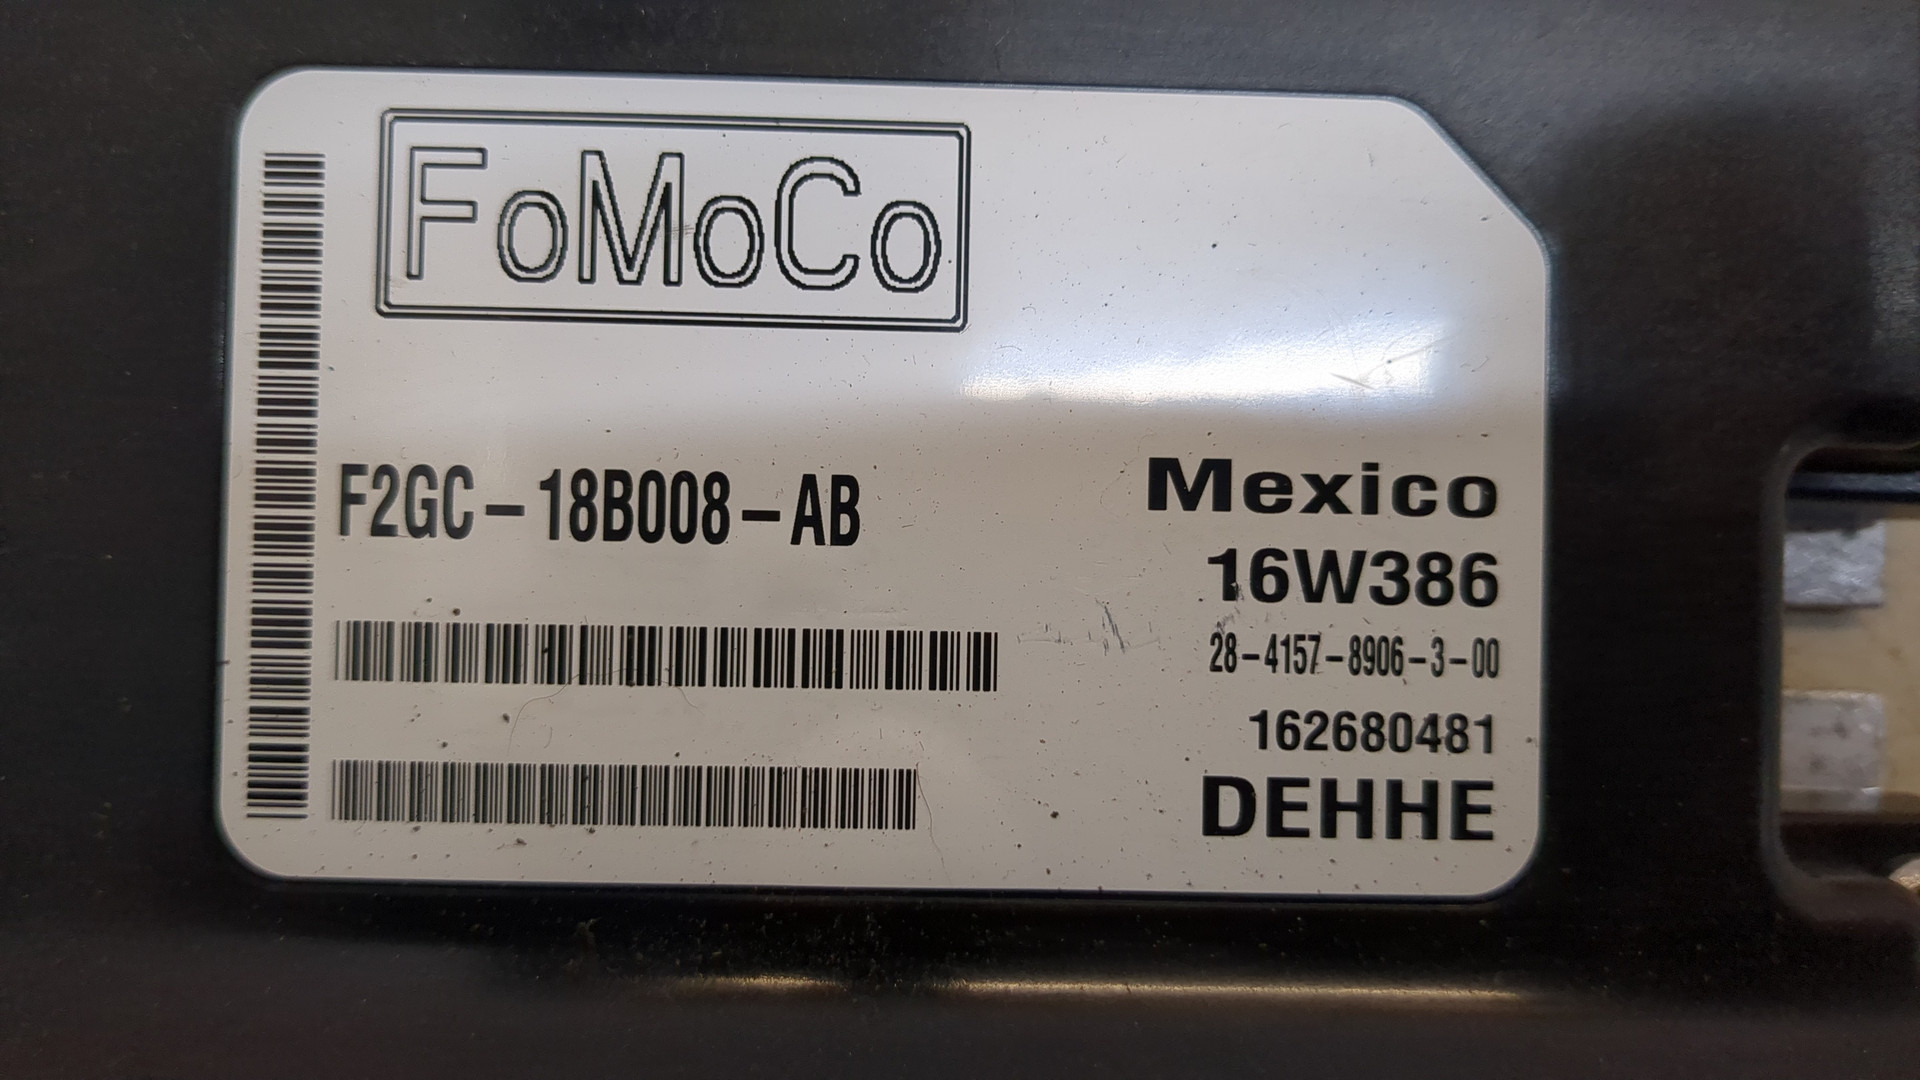 FoMoCo
F2GC-18B008-AB
Mexico
16W386
28-4157-8906-3-00
162680481
DEHHE